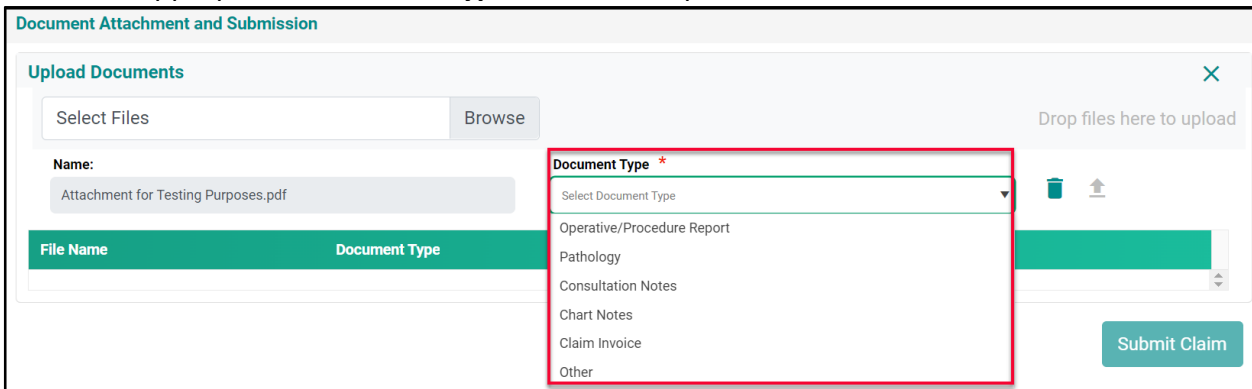 Document Attachment and Submission
Upload Documents
Select Files Browse Drop files here to upload
Name: Document Type *
Attachment for Testing Purposes.pdf Select Document Type
Operative/Procedure Report
File Name Document Type
Pathology
Consultation Notes
Chart Notes
Claim Invoice
Submit Claim
Other